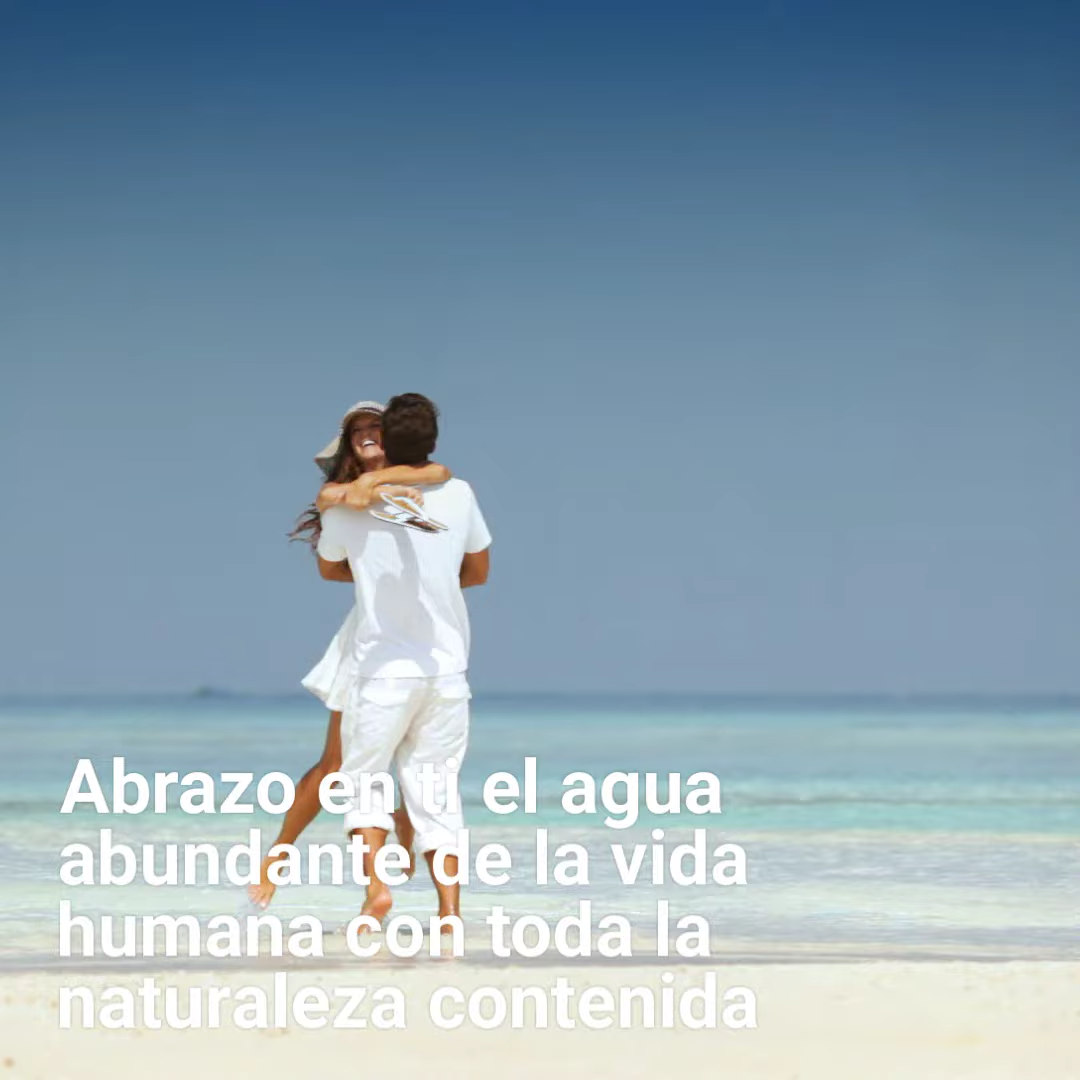 Abrazo en ti el agua
abundante de la vida
humana con toda la
naturaleza contenida